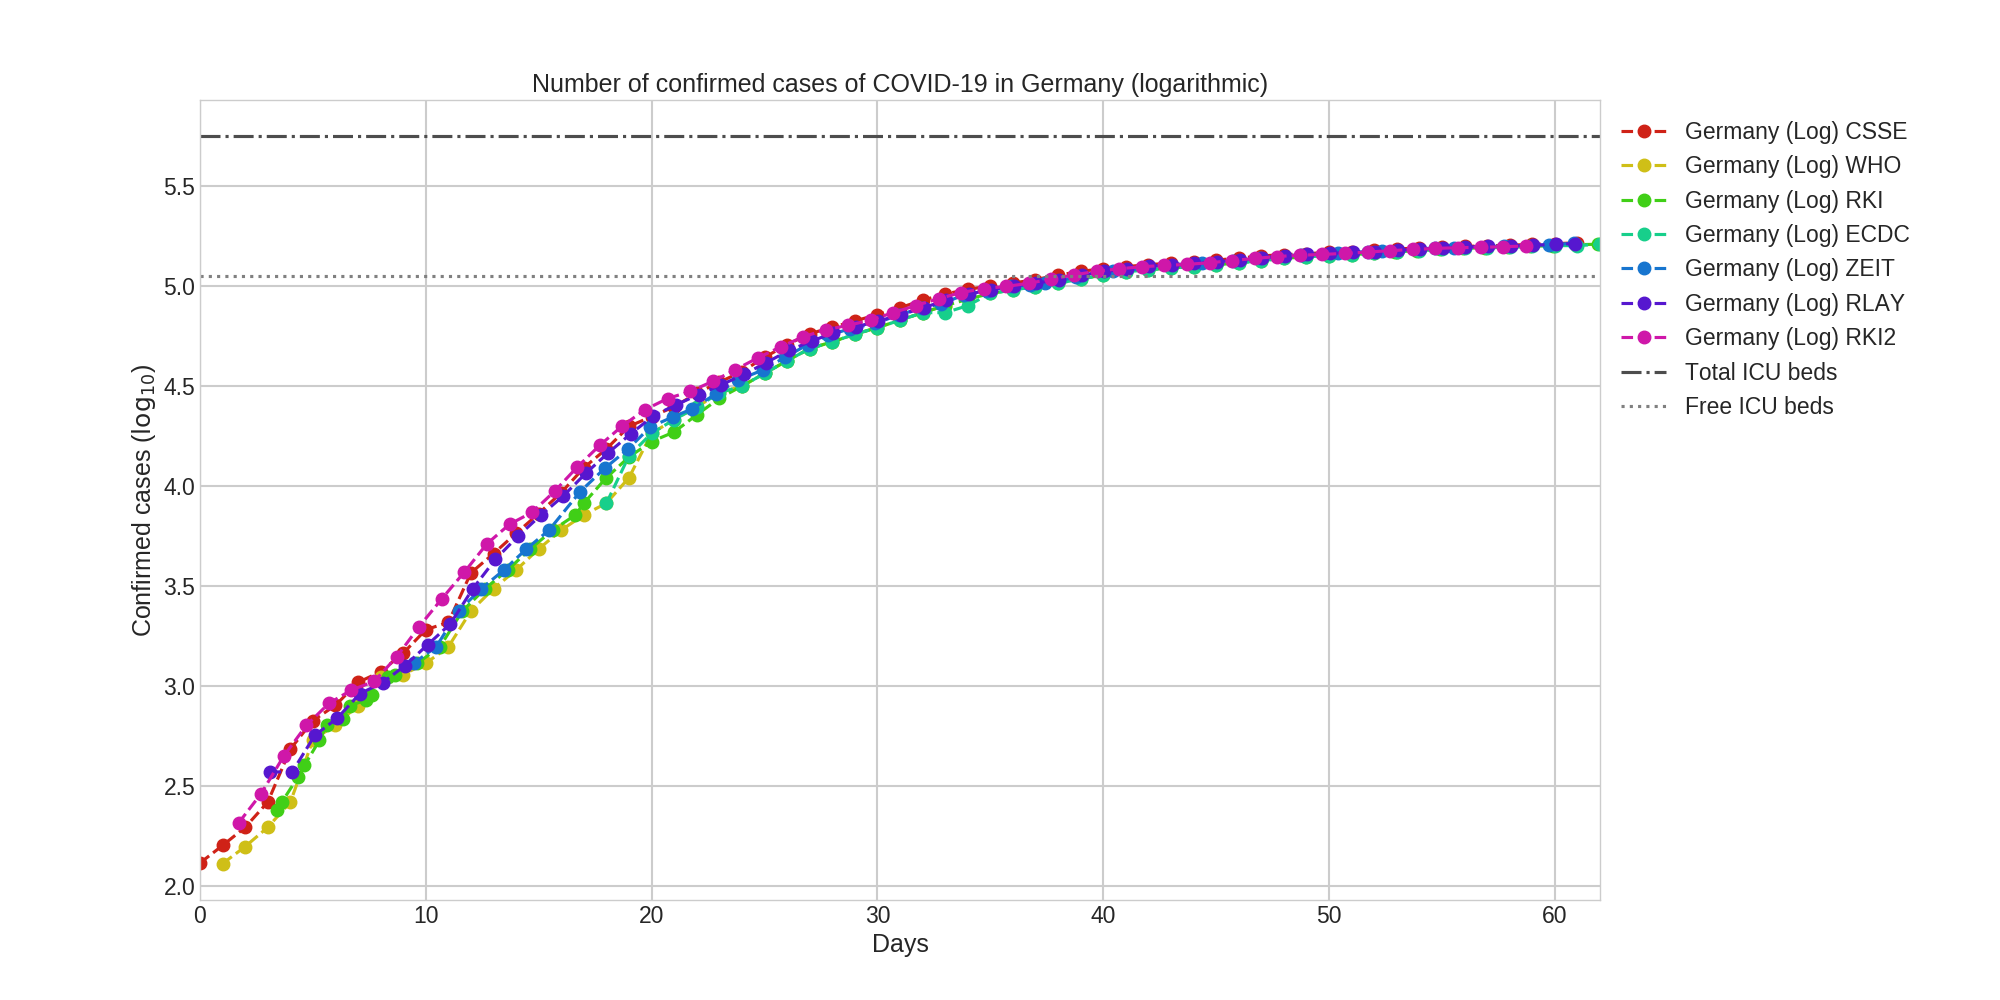 Number of confirmed cases of COVID-19 in Germany (logarithmic)
Germany (Log) CSSE
Germany (Log) WHO
Germany (Log) RKI
Germany (Log) ECDC
Germany (Log) ZEIT
Germany (Log) RLAY
Germany (Log) RKI2
Total ICU beds
Free ICU beds
Confirmed cases (log₁₀)
5.5
5.0
4.5
4.0
3.5
3.0
2.5
2.0
0 10 20 30 40 50 60
Days